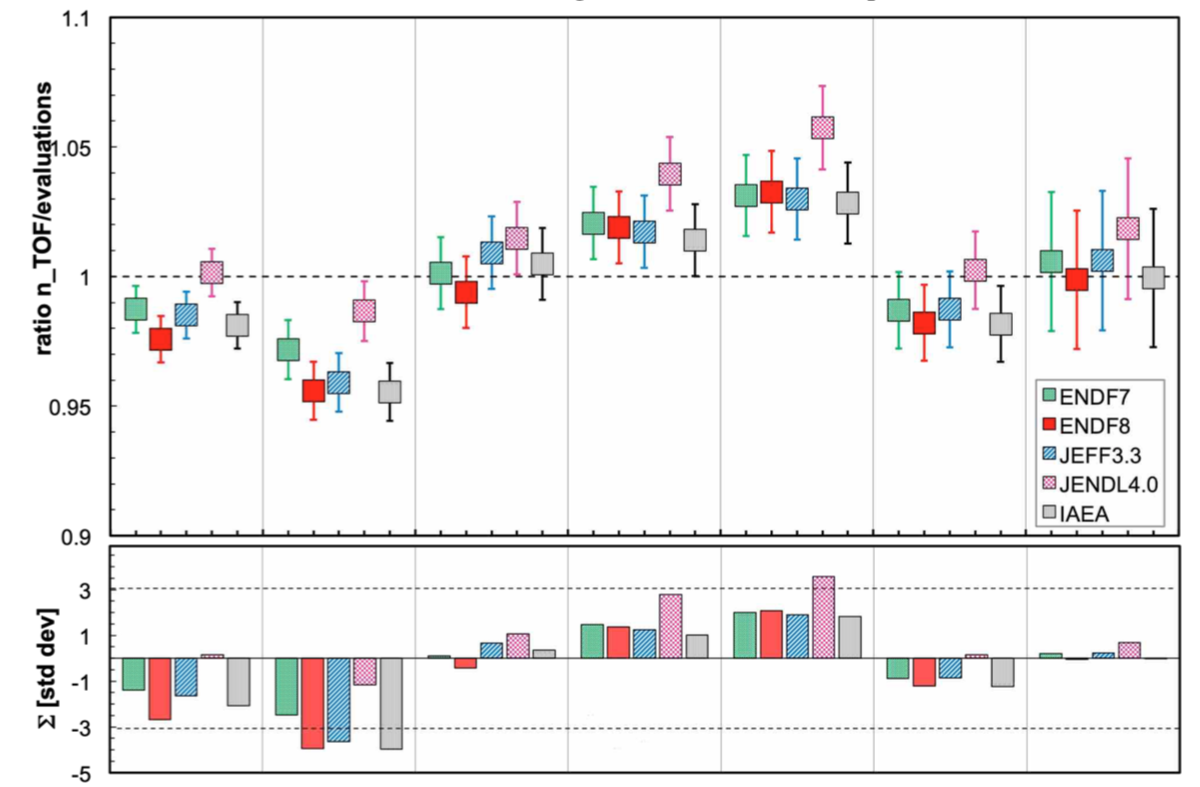 ratio n_TOF/evaluations
1.1
1.05
1
0.95
0.9
ENDF7
ENDF8
JEFF3.3
JENDL4.0
IAEA
Σ [std dev]
3
1
-1
-3
-5